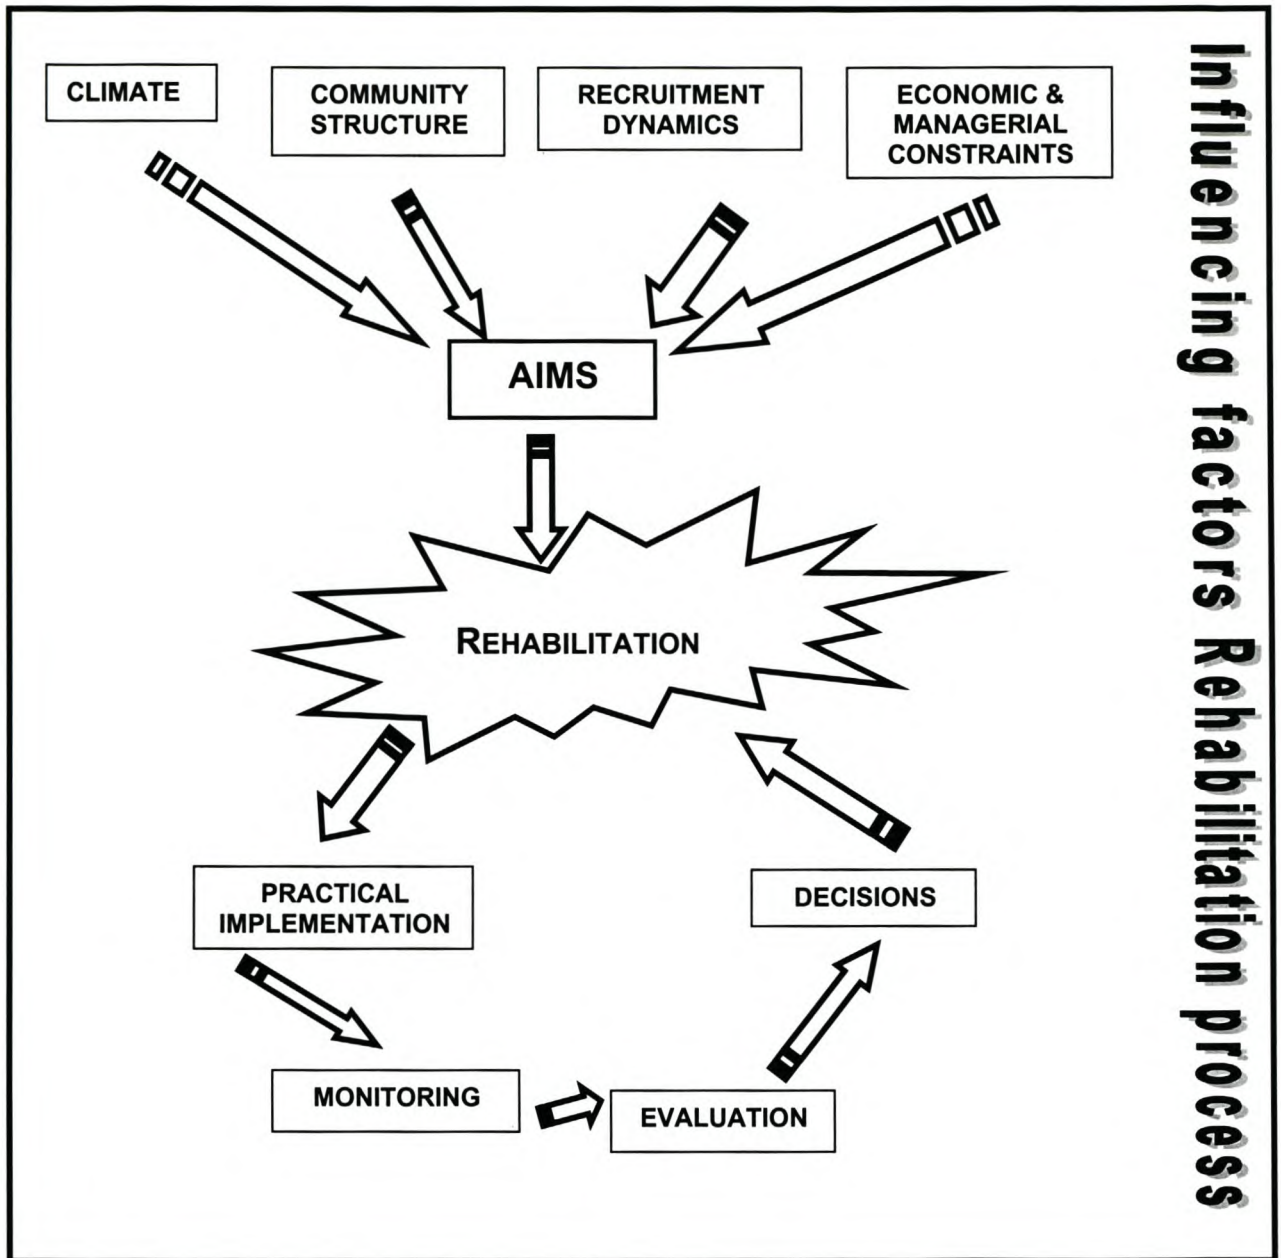 CLIMATE
COMMUNITY
STRUCTURE
RECRUITMENT
DYNAMICS
ECONOMIC &
MANAGERIAL
CONSTRAINTS
AIMS
REHABILITATION
PRACTICAL
IMPLEMENTATION
DECISIONS
MONITORING
EVALUATION
Influencing factors Rehabilitation process